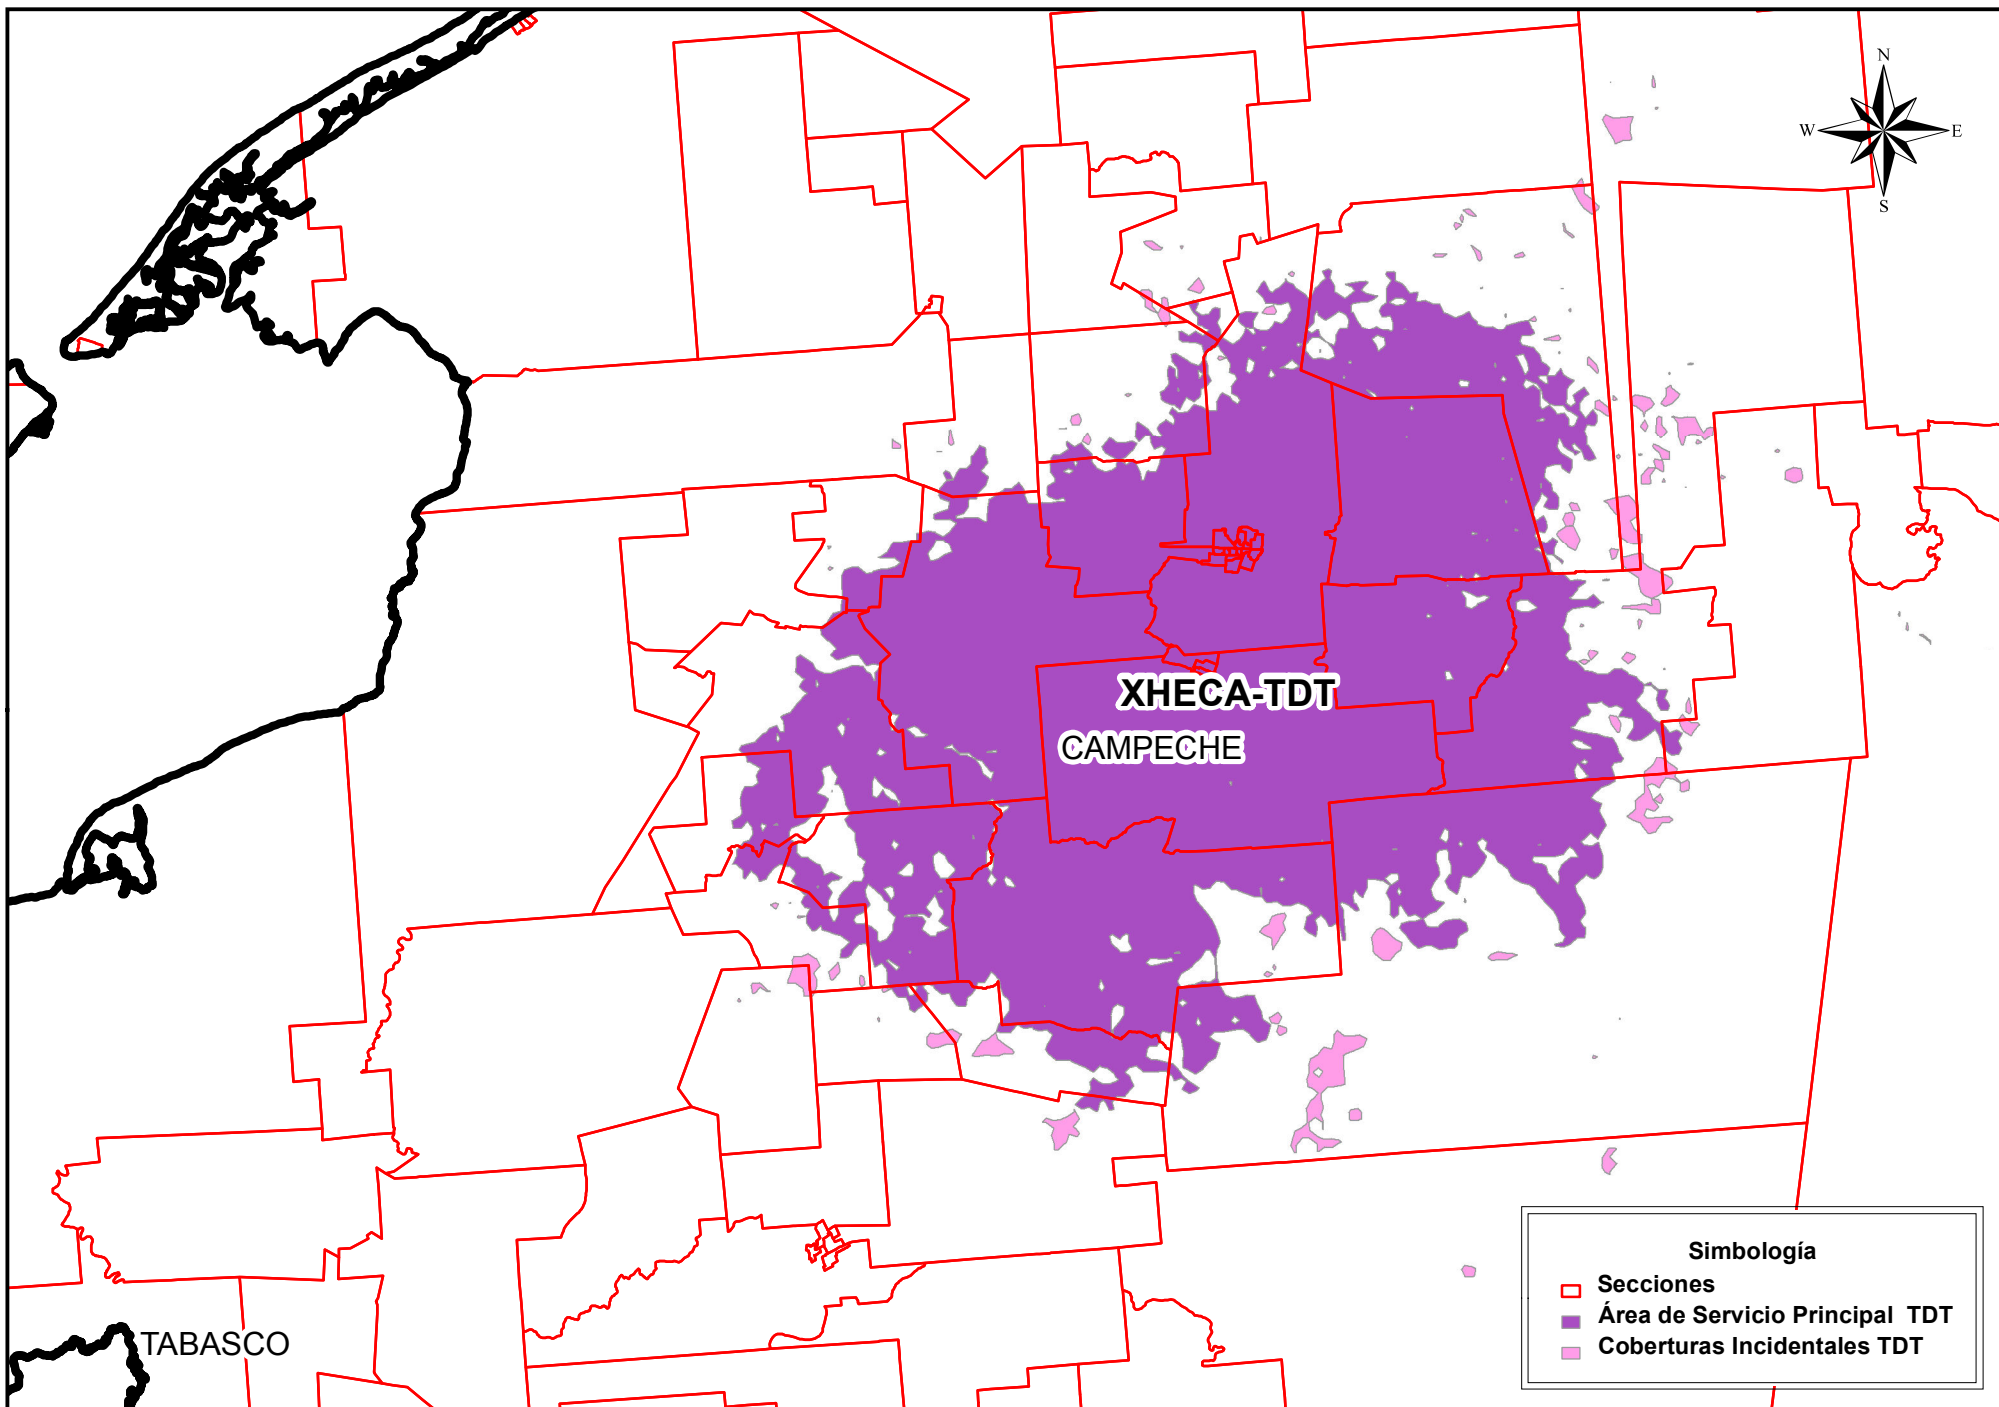 N
W E
S
XHECA-TDT
CAMPECHE
TABASCO
Simbología
Secciones
Área de Servicio Principal TDT
Coberturas Incidentales TDT